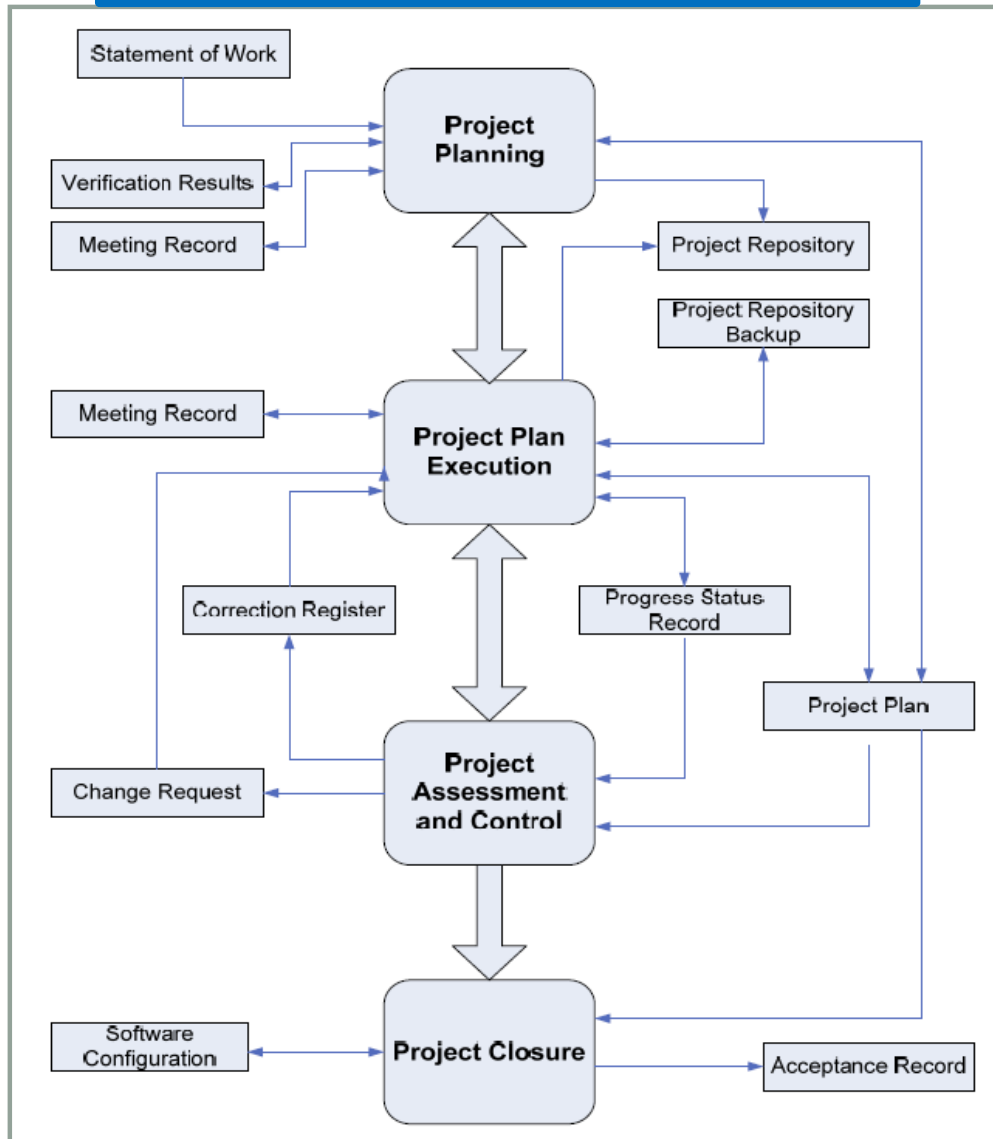 Statement of Work
Project
Planning
Verification Results
Meeting Record
Project Repository
Project Repository
Backup
Meeting Record
Project Plan
Execution
Correction Register
Progress Status
Record
Project Plan
Project
Assessment
and Control
Change Request
Software
Configuration
Project Closure
Acceptance Record